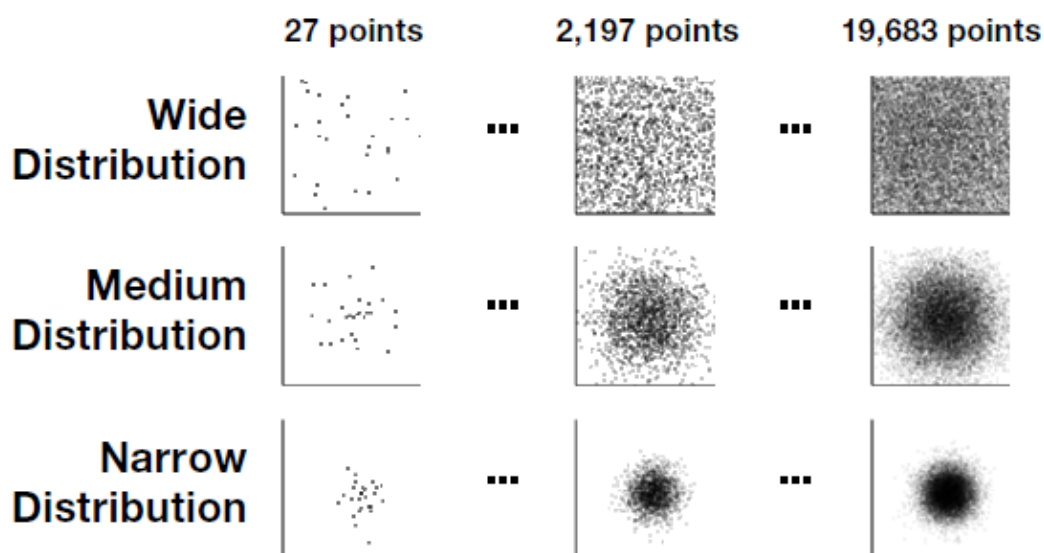 27 points
2,197 points
19,683 points
Wide
Distribution
...
...
Medium
Distribution
...
...
Narrow
Distribution
...
...